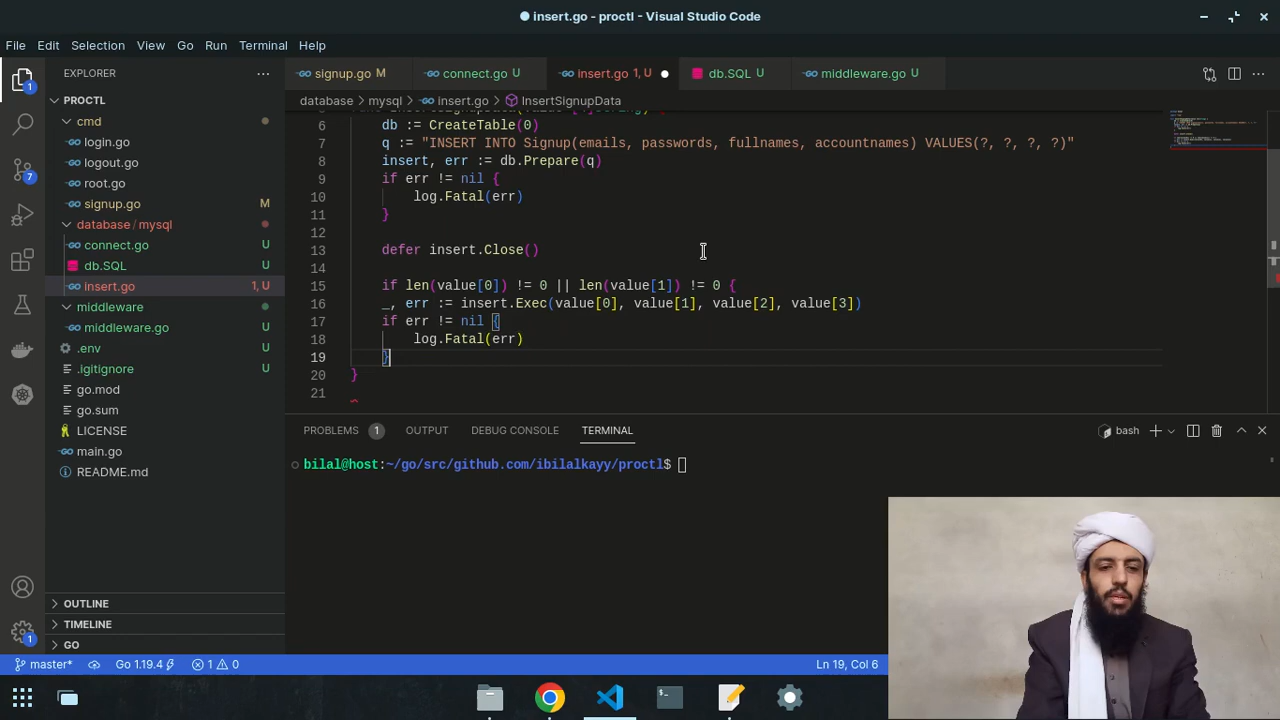 insert.go - proctl - Visual Studio Code
File Edit Selection View Go Run Terminal Help
EXPLORER
signup.go M
connect.go U
insert.go 1, U
db.SQL U
middleware.go U
PROCTL
database > mysql > insert.go > InsertSignupData
cmd
login.go
logout.go
root.go
signup.go M
database / mysql
connect.go U
db.SQL U
insert.go 1, U
middleware
middleware.go U
.env U
.igitignore U
go.mod
go.sum
LICENSE
main.go
README.md
OUTLINE
TIMELINE
GO
6 db := CreateTable(0)
7 q := "INSERT INTO Signup(emails, passwords, fullnames, accountnames) VALUES(?, ?, ?, ?)"
8 insert, err := db.Prepare(q)
9 if err != nil {
10 log.Fatal(err)
11 }
12
13 defer insert.Close()
14
15 if len(value[0]) != 0 || len(value[1]) != 0 {
16 _, err := insert.Exec(value[0], value[1], value[2], value[3])
17 if err != nil {
18 log.Fatal(err)
19 }
20 }
21
PROBLEMS 1 OUTPUT DEBUG CONSOLE TERMINAL
bash
bilal@host:~/go/src/github.com/ibilalkayy/proctl$
master* Go 1.19.4 1 0
Ln 19, Col 6